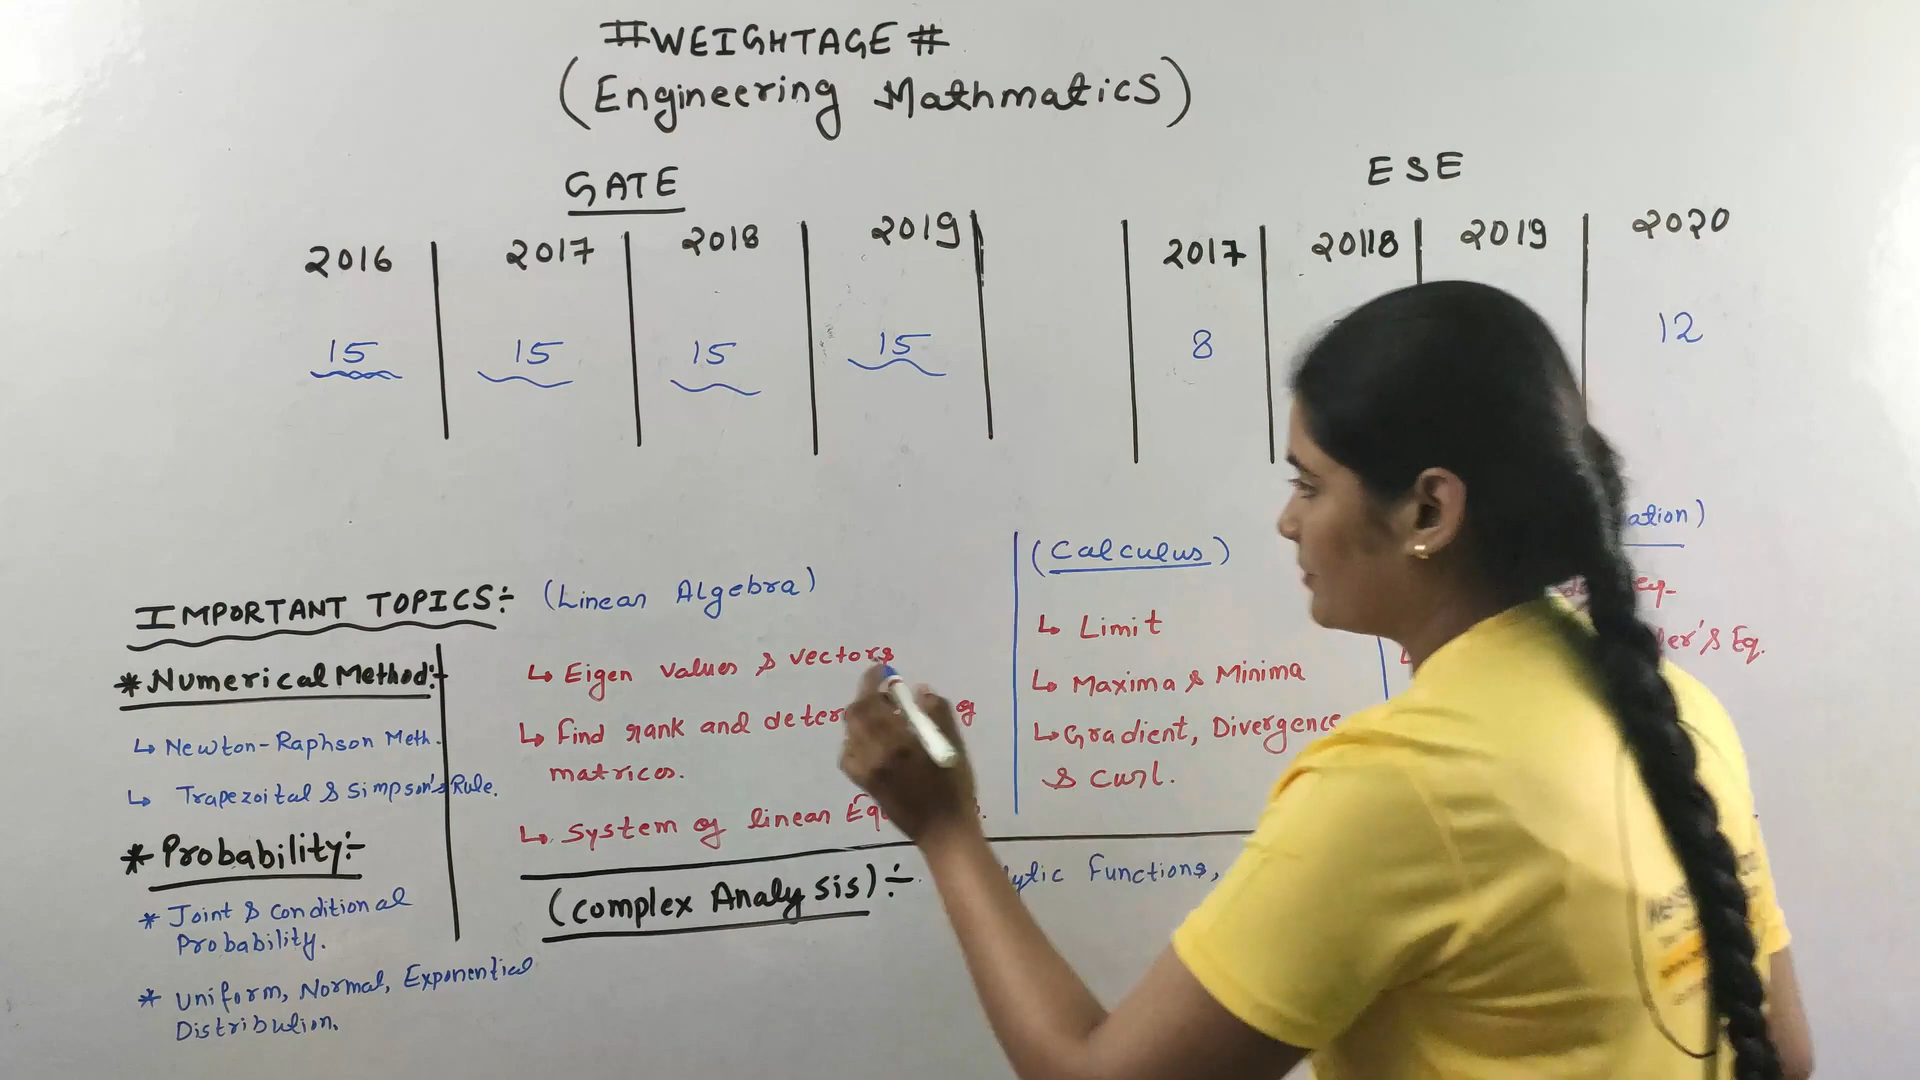 #WEIGHTAGE#
(Engineering Mathmatics)
GATE
ESE
2016 2017 2018 2019
2017 20118 2019 2020
15 15 15 15
8 12
IMPORTANT TOPICS:-
* Numerical Method:-
↳ Newton-Raphson Meth.
↳ Trapezoital & Simpson's Rule.
* Probability:-
* Joint & Conditional
Probability.
* Uniform, Normal, Exponential
Distribution.
(Linear Algebra)
↳ Eigen values & vectors
↳ Find rank and of
matrices.
↳ System of linear
(Calculus)
↳ Limit
↳ Maxima & Minima
↳ Gradient, Divergence
& Curl.
Eq.
(Complex Analysis):-
Functions,